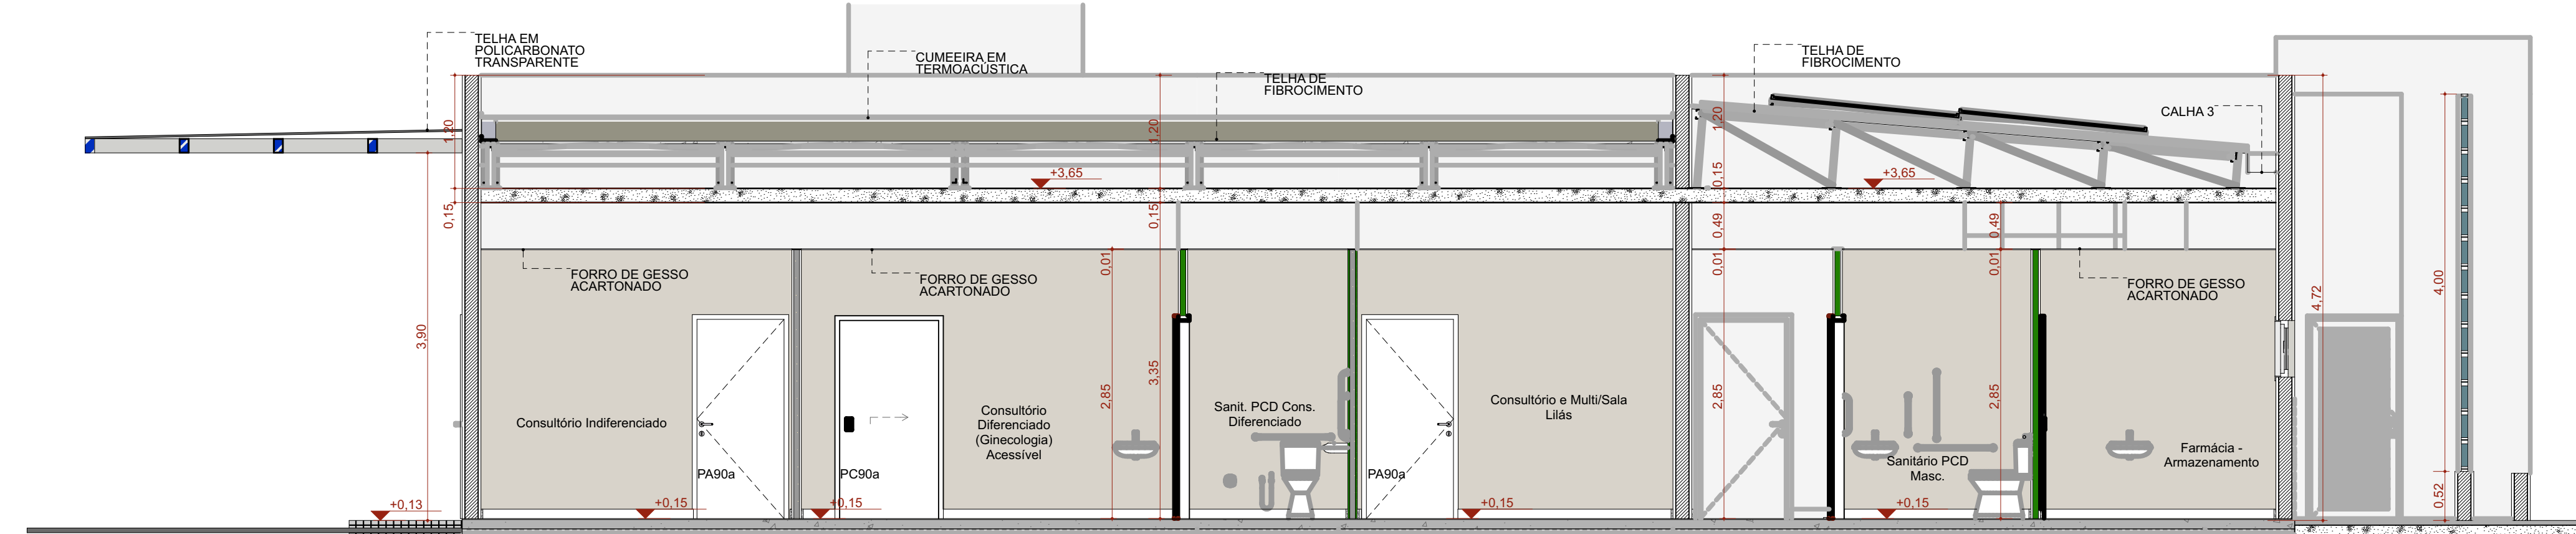 TELHA EM
POLICARBONATO
TRANSPARENTE
CUMEEIRA EM
TERMOACÚSTICA
TELHA DE
FIBROCIMENTO
TELHA DE
FIBROCIMENTO
CALHA 3
1,20
1,20
+3,65
+3,65
0,15
0,15
0,15
0,49
0,49
0,01
0,01
0,01
FORRO DE GESSO
ACARTONADO
FORRO DE GESSO
ACARTONADO
FORRO DE GESSO
ACARTONADO
4,00
4,72
3,90
3,35
2,85
2,85
2,85
Consultório Indiferenciado
Consultório
Diferenciado
(Ginecologia)
Acessível
Sanit. PCD Cons.
Diferenciado
Consultório e Multi/Sala
Lilás
Sanitário PCD
Masc.
Farmácia -
Armazenamento
PA90a
PC90a
PA90a
+0,13
+0,15
+0,15
+0,15
+0,15
0,52